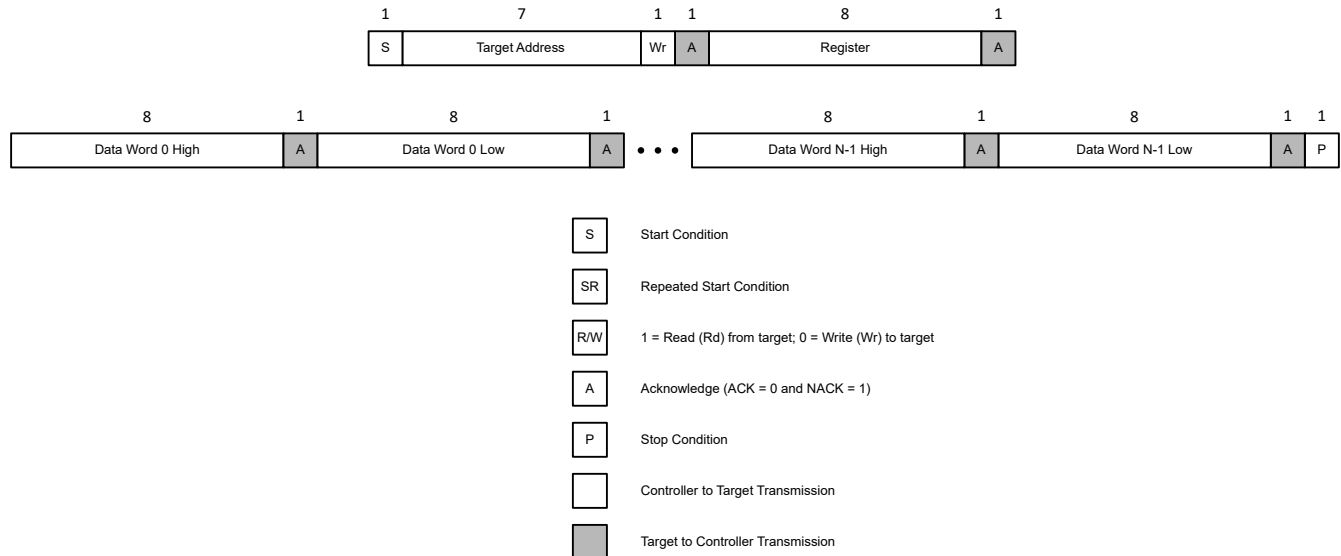 1 7 1 1 8 1
S Target Address Wr A Register A
8 1 8 1 8 1 8 1 1
Data Word 0 High A Data Word 0 Low A • • • Data Word N-1 High A Data Word N-1 Low A P
S Start Condition
SR Repeated Start Condition
R/W 1 = Read (Rd) from target; 0 = Write (Wr) to target
A Acknowledge (ACK = 0 and NACK = 1)
P Stop Condition
Controller to Target Transmission
Target to Controller Transmission